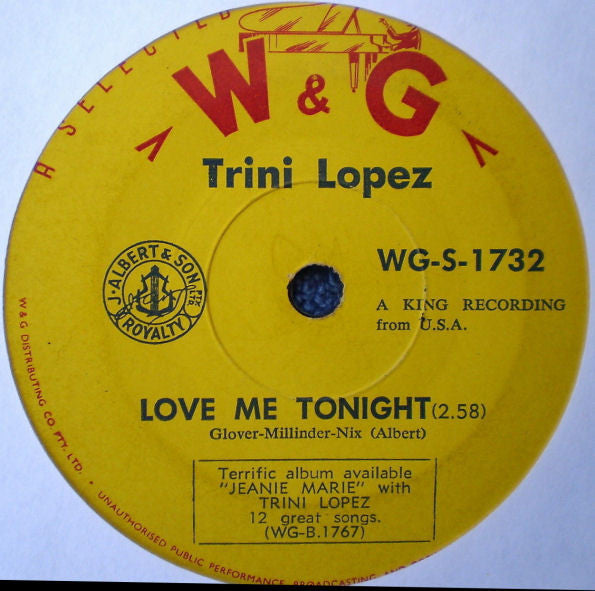 A SELECTED
W & G
Trini Lopez
WG-S-1732
J. ALBERT & SON PTY. LTD.
ROYALTY
A KING RECORDING
from U.S.A.
LOVE ME TONIGHT (2.58)
Glover-Millinder-Nix (Albert)
Terrific album available
"JEANIE MARIE" with
TRINI LOPEZ
12 great songs.
(WG-B.1767)
W & G DISTRIBUTING CO. PTY. LTD. • UNAUTHORISED PUBLIC PERFORMANCE BROADCASTING AND